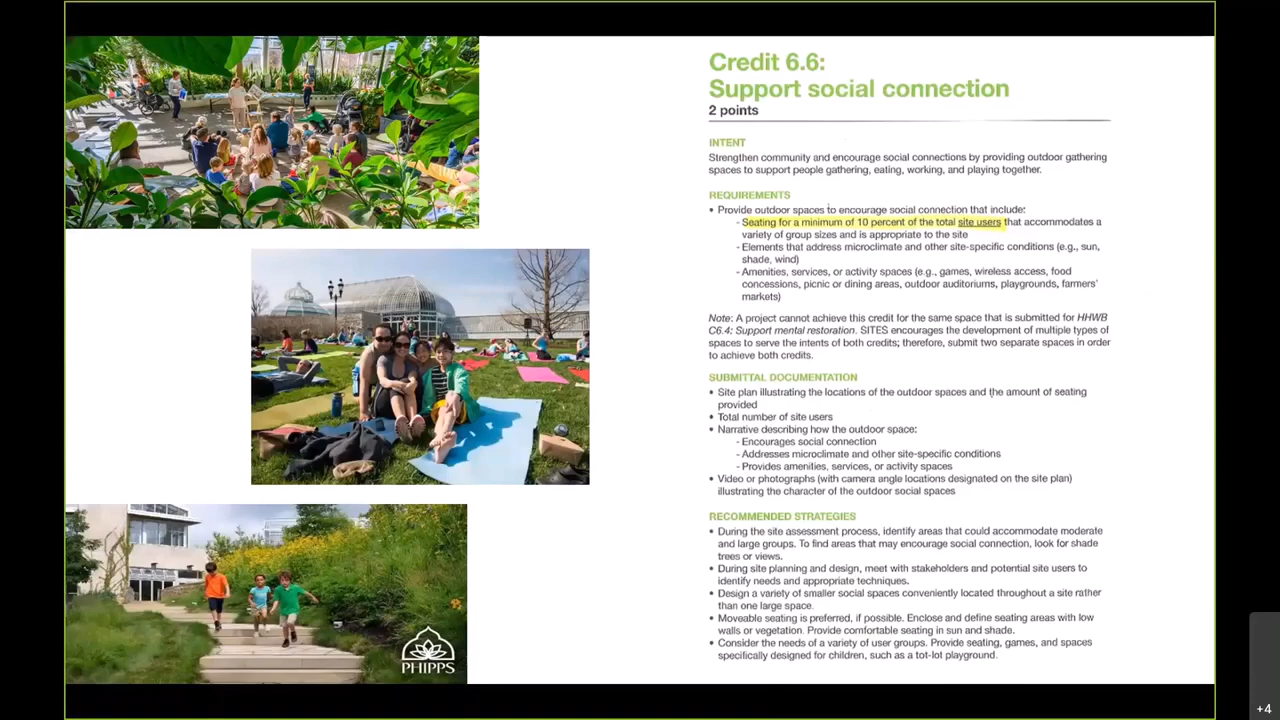 Credit 6.6:
Support social connection
2 points
INTENT
Strengthen community and encourage social connections by providing outdoor gathering
spaces to support people gathering, eating, working, and playing together.
REQUIREMENTS
• Provide outdoor spaces to encourage social connection that include:
- Seating for a minimum of 10 percent of the total site users that accommodates a
variety of group sizes and is appropriate to the site
- Elements that address microclimate and other site-specific conditions (e.g., sun,
shade, wind)
- Amenities, services, or activity spaces (e.g., games, wireless access, food
concessions, picnic or dining areas, outdoor auditoriums, playgrounds, farmers'
markets)
Note: A project cannot achieve this credit for the same space that is submitted for HHWB
C6.4: Support mental restoration. SITES encourages the development of multiple types of
spaces to serve the intents of both credits; therefore, submit two separate spaces in order
to achieve both credits.
SUBMITTAL DOCUMENTATION
• Site plan illustrating the locations of the outdoor spaces and the amount of seating
provided
• Total number of site users
• Narrative describing how the outdoor space:
- Encourages social connection
- Addresses microclimate and other site-specific conditions
- Provides amenities, services, or activity spaces
• Video or photographs (with camera angle locations designated on the site plan)
illustrating the character of the outdoor social spaces
RECOMMENDED STRATEGIES
• During the site assessment process, identify areas that could accommodate moderate
and large groups. To find areas that may encourage social connection, look for shade
trees or views.
• During site planning and design, meet with stakeholders and potential site users to
identify needs and appropriate techniques.
• Design a variety of smaller social spaces conveniently located throughout a site rather
than one large space.
• Moveable seating is preferred, if possible. Enclose and define seating areas with low
walls or vegetation. Provide comfortable seating in sun and shade.
• Consider the needs of a variety of user groups. Provide seating, games, and spaces
specifically designed for children, such as a tot-lot playground.
PHIPPS
+4